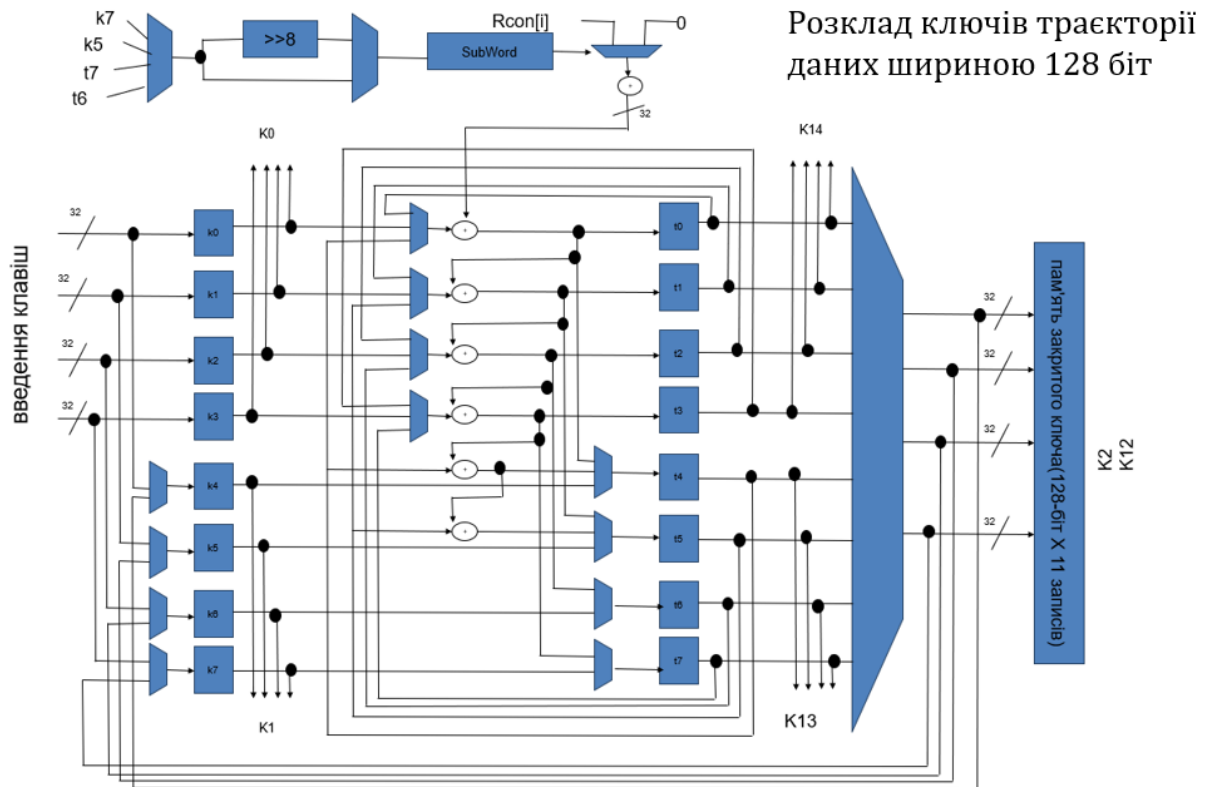 Розклад ключів траєкторії
даних шириною 128 біт
k7
k5
t7
t6
>>8
SubWord
Rcon[i]
0
+
32
K0
K14
введення клавіш
32
32
32
32
k0
k1
k2
k3
k4
k5
k6
k7
+
+
+
+
+
+
t0
t1
t2
t3
t4
t5
t6
t7
32
32
32
32
пам'ять закритого ключа(128-біт X 11 записів)
K2
K12
K1
K13